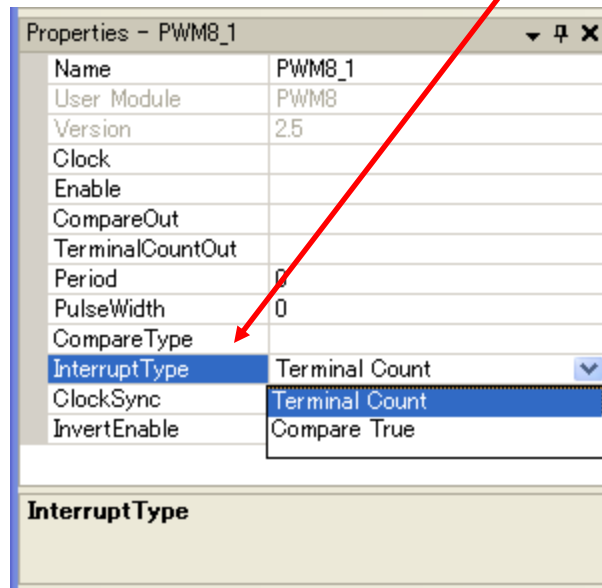 Properties - PWM8_1
Name PWM8_1
User Module PWM8
Version 2.5
Clock
Enable
CompareOut
TerminalCountOut
Period 0
PulseWidth 0
CompareType
InterruptType Terminal Count
ClockSync Terminal Count
InvertEnable Compare True
InterruptType